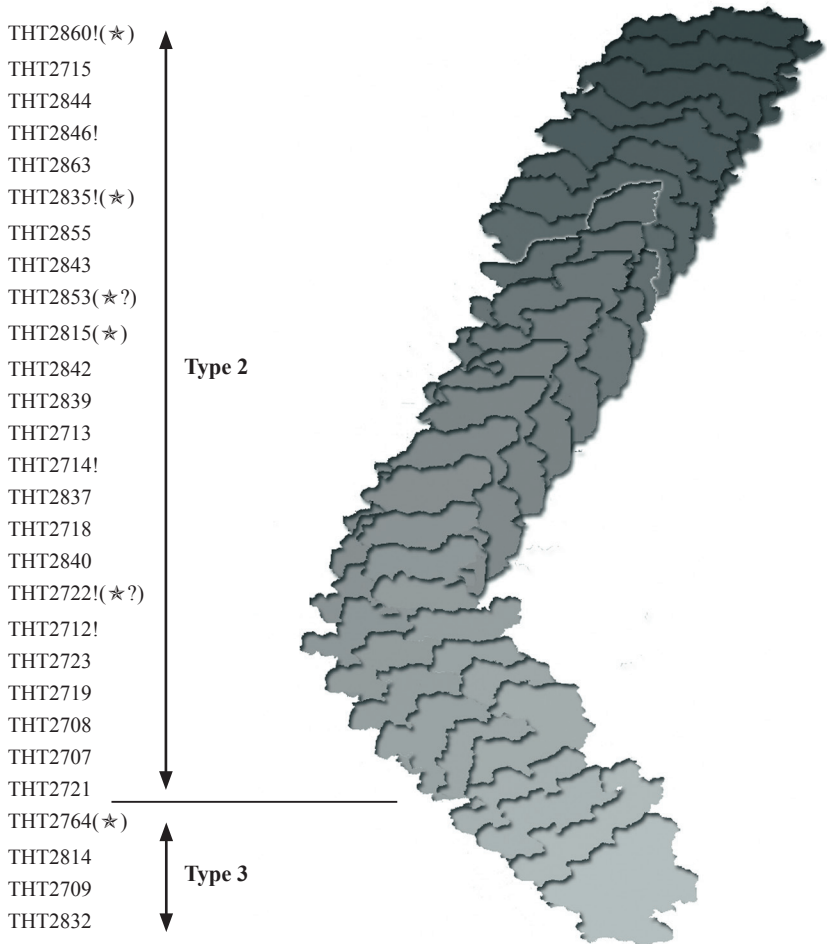 THT2860!(✯)
THT2715
THT2844
THT2846!
THT2863
THT2835!(✯)
THT2855
THT2843
THT2853(✯?)
THT2815(✯)
THT2842
Type 2
THT2839
THT2713
THT2714!
THT2837
THT2718
THT2840
THT2722!(✯?)
THT2712!
THT2723
THT2719
THT2708
THT2707
THT2721
THT2764(✯)
THT2814
Type 3
THT2709
THT2832